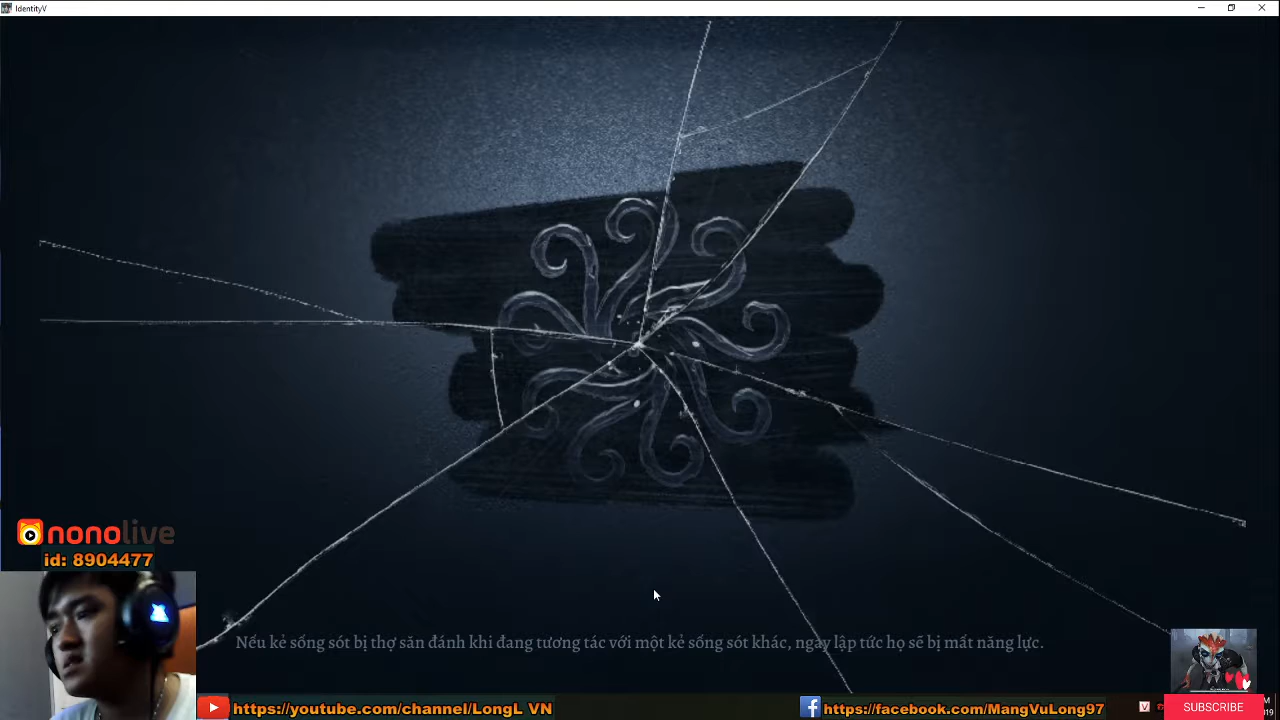 IdentityV
nonolive
id: 8904477
Nếu kẻ sống sót bị thợ săn đánh khi đang tương tác với một kẻ sống sót khác, ngay lập tức họ sẽ bị mất năng lực.
https://youtube.com/channel/LongL VN
https://facebook.com/MangVuLong97
SUBSCRIBE